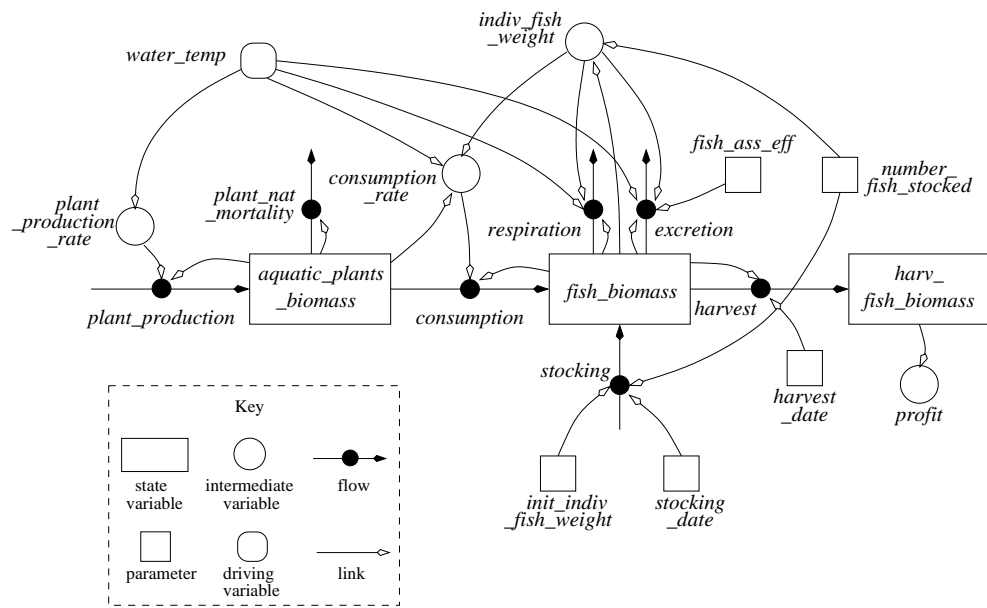 indiv_fish
_weight
water_temp
fish_ass_eff
number_
fish_stocked
consumption
_rate
plant_nat
_mortality
plant
_production
_rate
respiration
excretion
aquatic_plants
_biomass
fish_biomass
harv_
fish_biomass
plant_production
consumption
harvest
stocking
harvest
_date
profit
init_indiv
_fish_weight
stocking
_date
Key
state
variable
intermediate
variable
flow
parameter
driving
variable
link